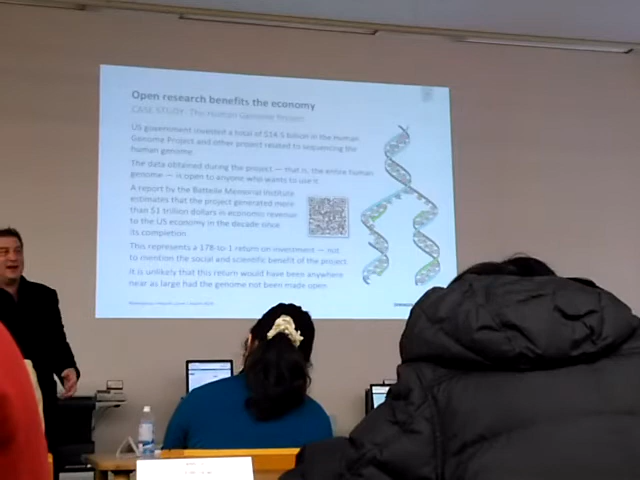 Open research benefits the economy
CASE STUDY: The Human Genome Project
US government invested a total of $14.5 billion in the Human
Genome Project and other project related to sequencing the
human genome.
The data obtained during the project — that is, the entire human
genome — is open to anyone who wants to use it.
A report by the Battelle Memorial Institute
estimates that the project generated more
than $1 trillion dollars in economic revenue
to the US economy in the decade since
its completion.
This represents a 178-to-1 return on investment — not
to mention the social and scientific benefit of the project.
It is unlikely that this return would have been anywhere
near as large had the genome not been made open.